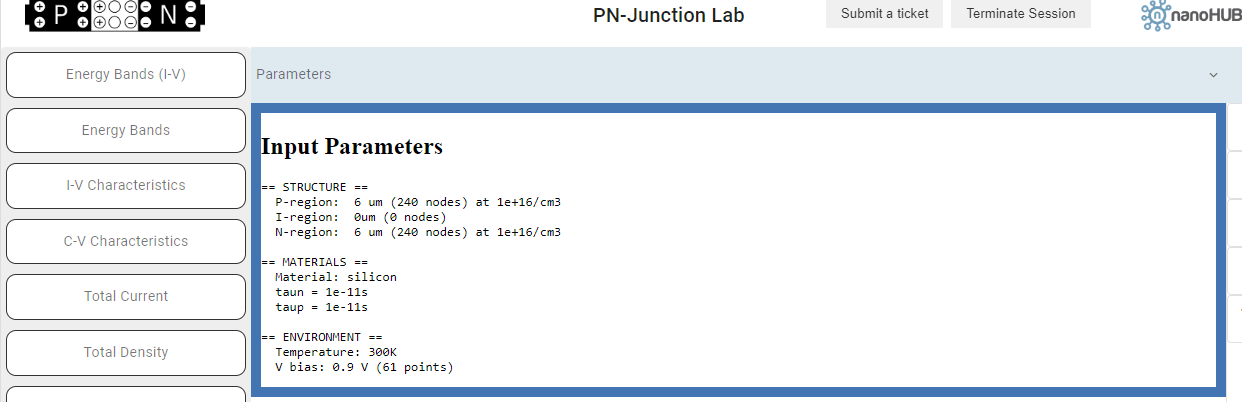 P N
PN-Junction Lab
Submit a ticket
Terminate Session
nanoHUB
Energy Bands (I-V)
Energy Bands
I-V Characteristics
C-V Characteristics
Total Current
Total Density
Parameters
Input Parameters
== STRUCTURE ==
P-region: 6 um (240 nodes) at 1e+16/cm3
I-region: 0um (0 nodes)
N-region: 6 um (240 nodes) at 1e+16/cm3
== MATERIALS ==
Material: silicon
taun = 1e-11s
taup = 1e-11s
== ENVIRONMENT ==
Temperature: 300K
V bias: 0.9 V (61 points)